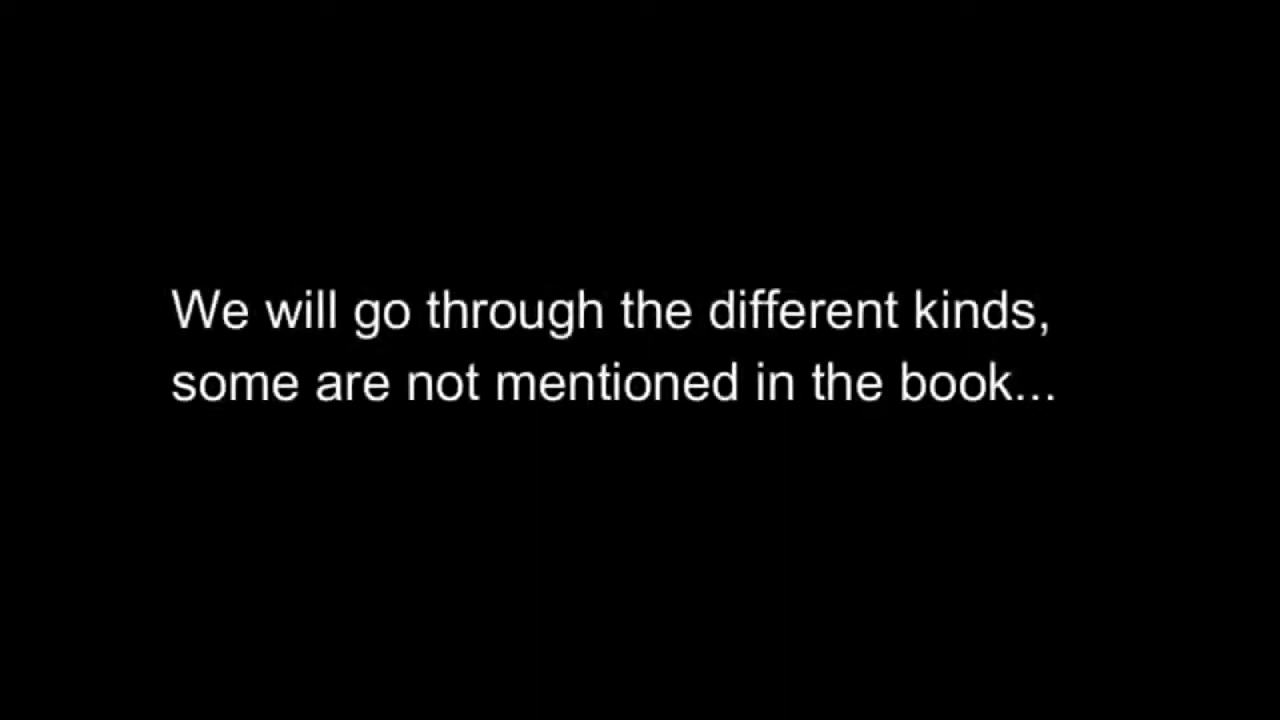 We will go through the different kinds,
some are not mentioned in the book...